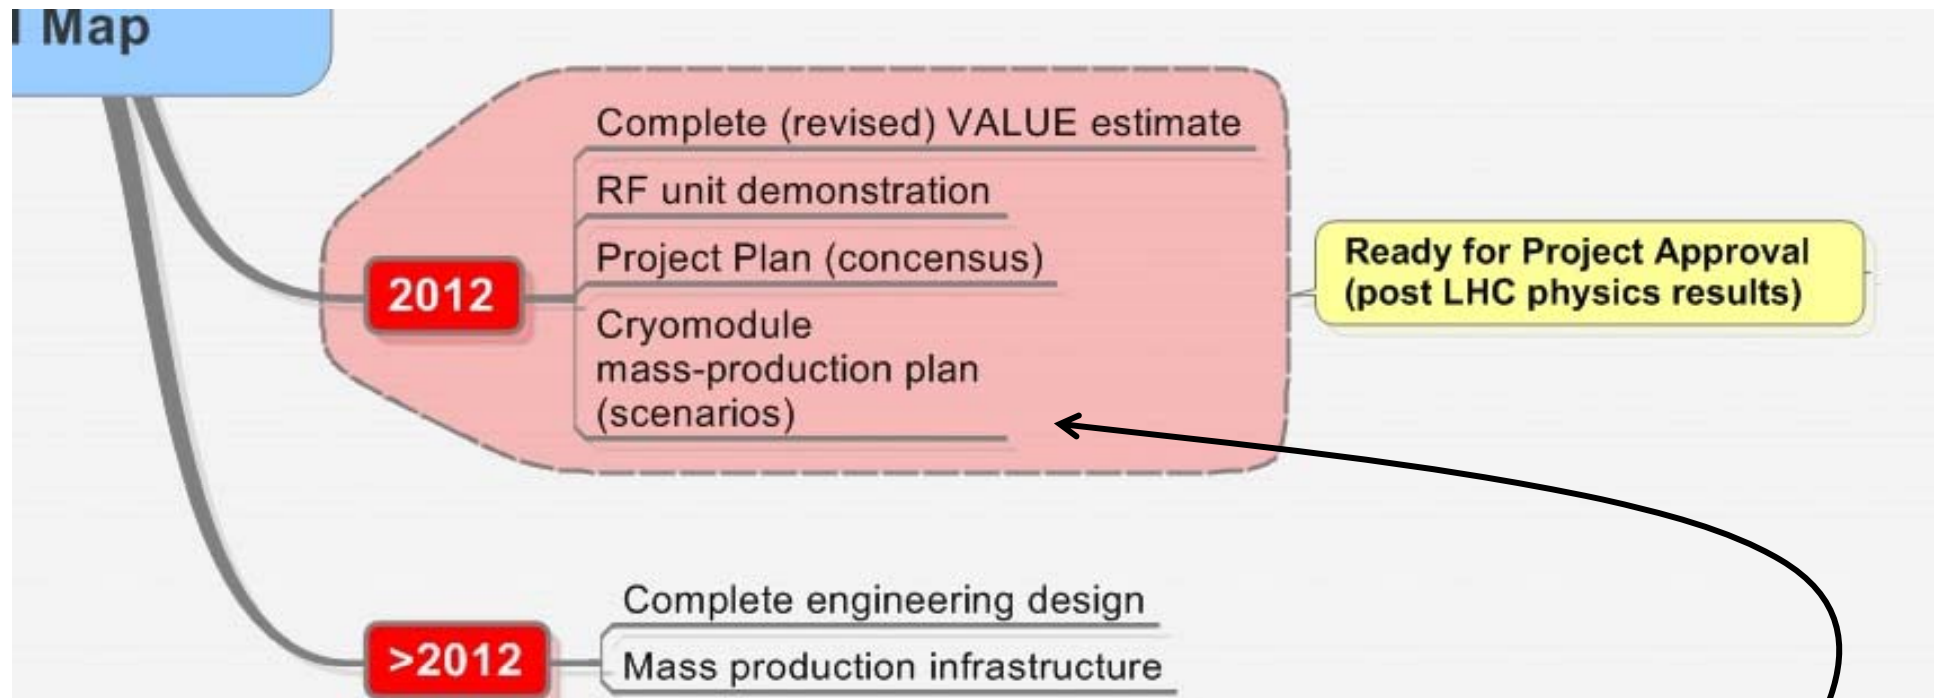 Map
Complete (revised) VALUE estimate
RF unit demonstration
Project Plan (concensus)
2012
Cryomodule
mass-production plan
(scenarios)
Ready for Project Approval
(post LHC physics results)
Complete engineering design
>2012
Mass production infrastructure